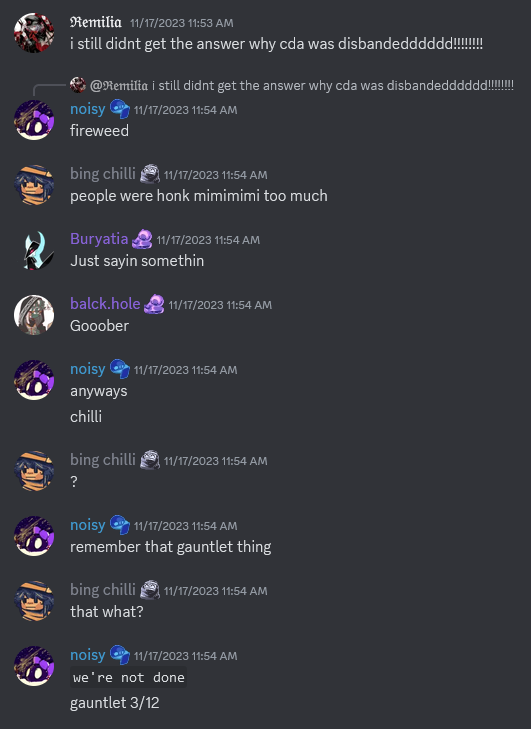 Remilia 11/17/2023 11:53 AM
i still didnt get the answer why cda was disbandedddddd!!!!!!!!
@Remilia i still didnt get the answer why cda was disbandedddddd!!!!!!!!
noisy 11/17/2023 11:54 AM
fireweed
bing chilli 11/17/2023 11:54 AM
people were honk mimimimi too much
Buryatia 11/17/2023 11:54 AM
Just sayin somethin
balck.hole 11/17/2023 11:54 AM
Gooober
noisy 11/17/2023 11:54 AM
anyways
chilli
bing chilli 11/17/2023 11:54 AM
?
noisy 11/17/2023 11:54 AM
remember that gauntlet thing
bing chilli 11/17/2023 11:54 AM
that what?
noisy 11/17/2023 11:54 AM
we're not done
gauntlet 3/12